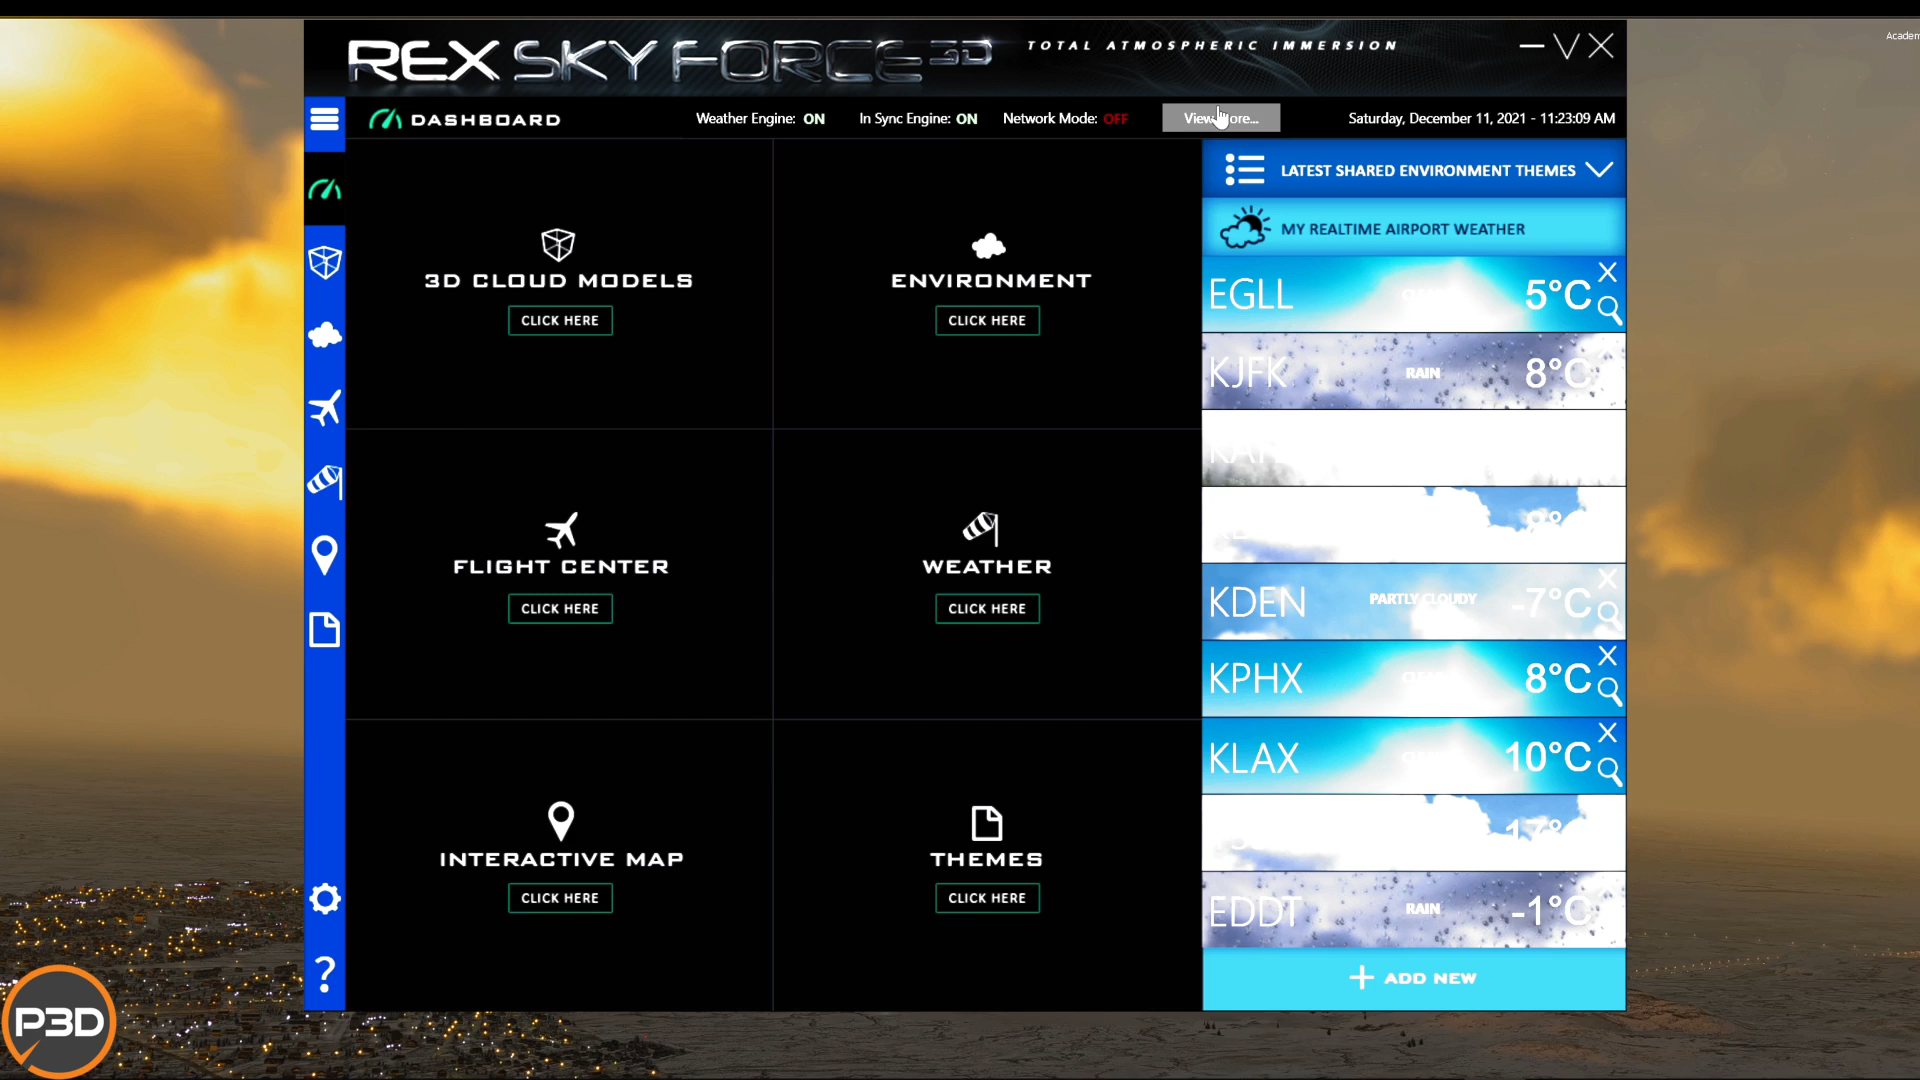 Academ
REX SKY FORCE 3D
TOTAL ATMOSPHERIC IMMERSION
DASHBOARD
Weather Engine: ON
In Sync Engine: ON
Network Mode: OFF
Saturday, December 11, 2021 - 11:23:09 AM
3D CLOUD MODELS
CLICK HERE
ENVIRONMENT
CLICK HERE
FLIGHT CENTER
CLICK HERE
WEATHER
CLICK HERE
INTERACTIVE MAP
CLICK HERE
THEMES
CLICK HERE
LATEST SHARED ENVIRONMENT THEMES
MY REALTIME AIRPORT WEATHER
EGLL 5°C
KJFK RAIN 8°C
KDEN PARTLY CLOUDY -7°C
KPHX 8°C
KLAX 10°C
EDDT RAIN -1°C
ADD NEW
P3D